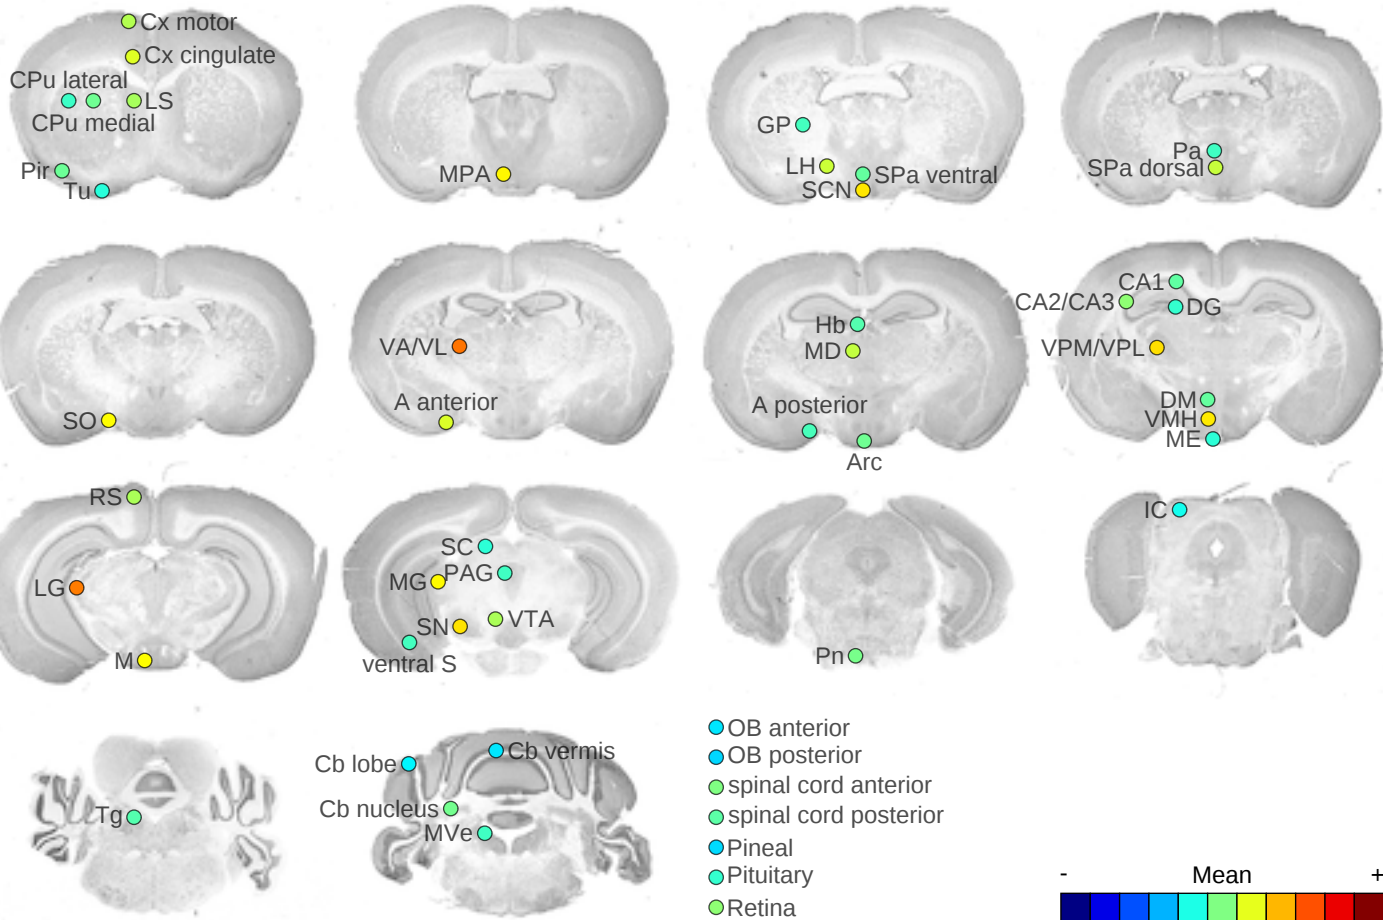 Cx motor
Cx cingulate
CPu lateral
LS
CPu medial
Pir
Tu
MPA
GP
LH
SPa ventral
SCN
Pa
SPa dorsal
SO
VA/VL
A anterior
Hb
MD
A posterior
Arc
CA1
CA2/CA3
DG
VPM/VPL
DM
VMH
ME
RS
LG
M
SC
PAG
MG
VTA
SN
ventral S
Pn
IC
Tg
Cb lobe
Cb vermis
Cb nucleus
MVe
OB anterior
OB posterior
spinal cord anterior
spinal cord posterior
Pineal
Pituitary
Retina
- Mean +